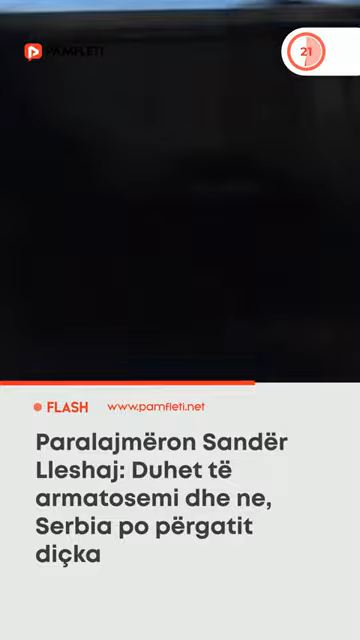 PAMFLETI
21
FLASH www.pamfleti.net
Paralajmëron Sandër
Lleshaj: Duhet të
armatosemi dhe ne,
Serbia po përgatit
diçka